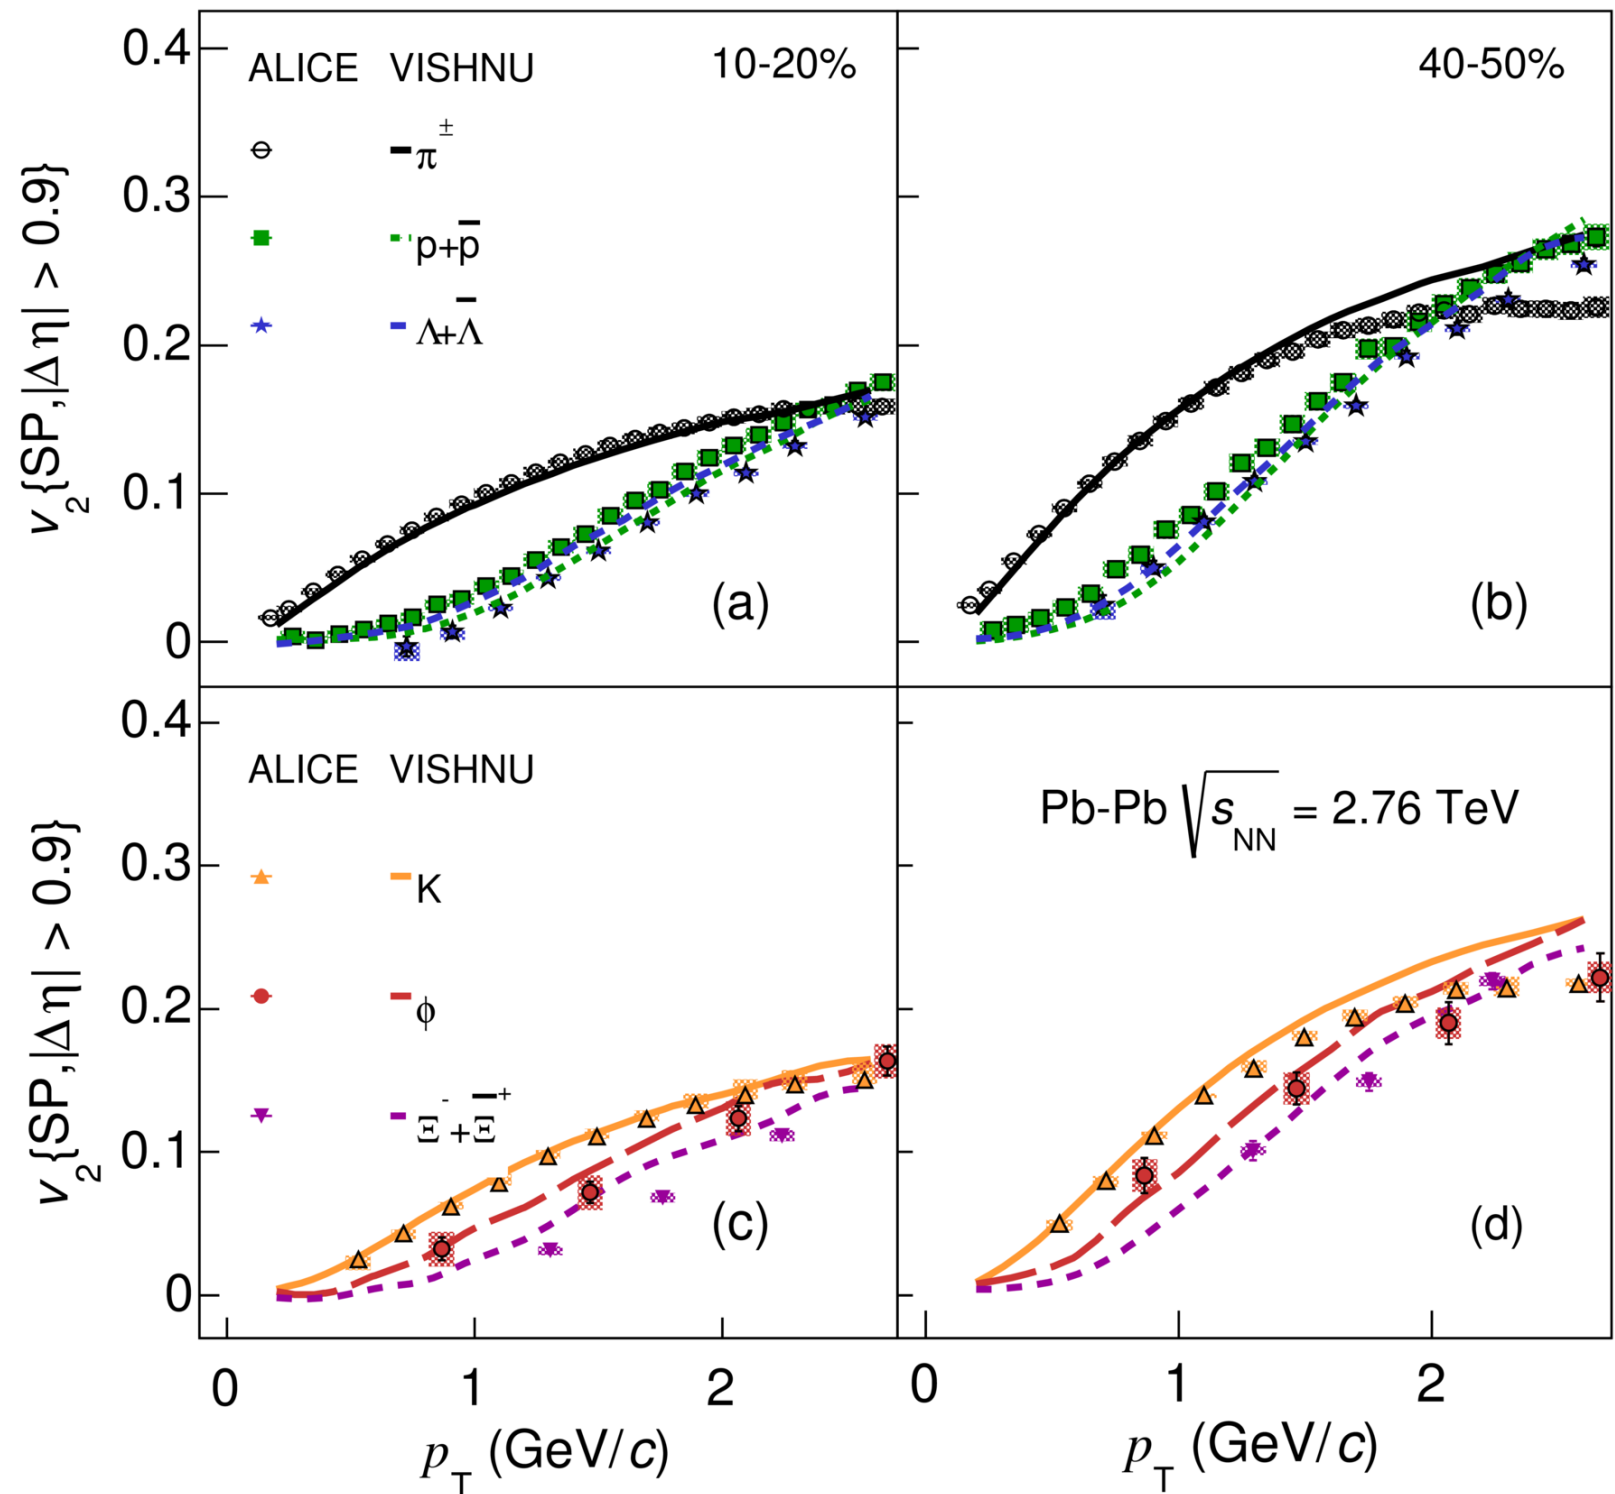 0.4
ALICE VISHNU 10-20%
π±
p+p̅
Λ+Λ̅
0.3
0.2
0.1
0
v2{SP,|Δη| > 0.9}
(a)
40-50%
(b)
0.4
ALICE VISHNU
K
ϕ
Ξ-+Ξ̅+
0.3
0.2
0.1
0
v2{SP,|Δη| > 0.9}
(c)
Pb-Pb √sNN = 2.76 TeV
(d)
0 1 2
pT (GeV/c)
0 1 2
pT (GeV/c)